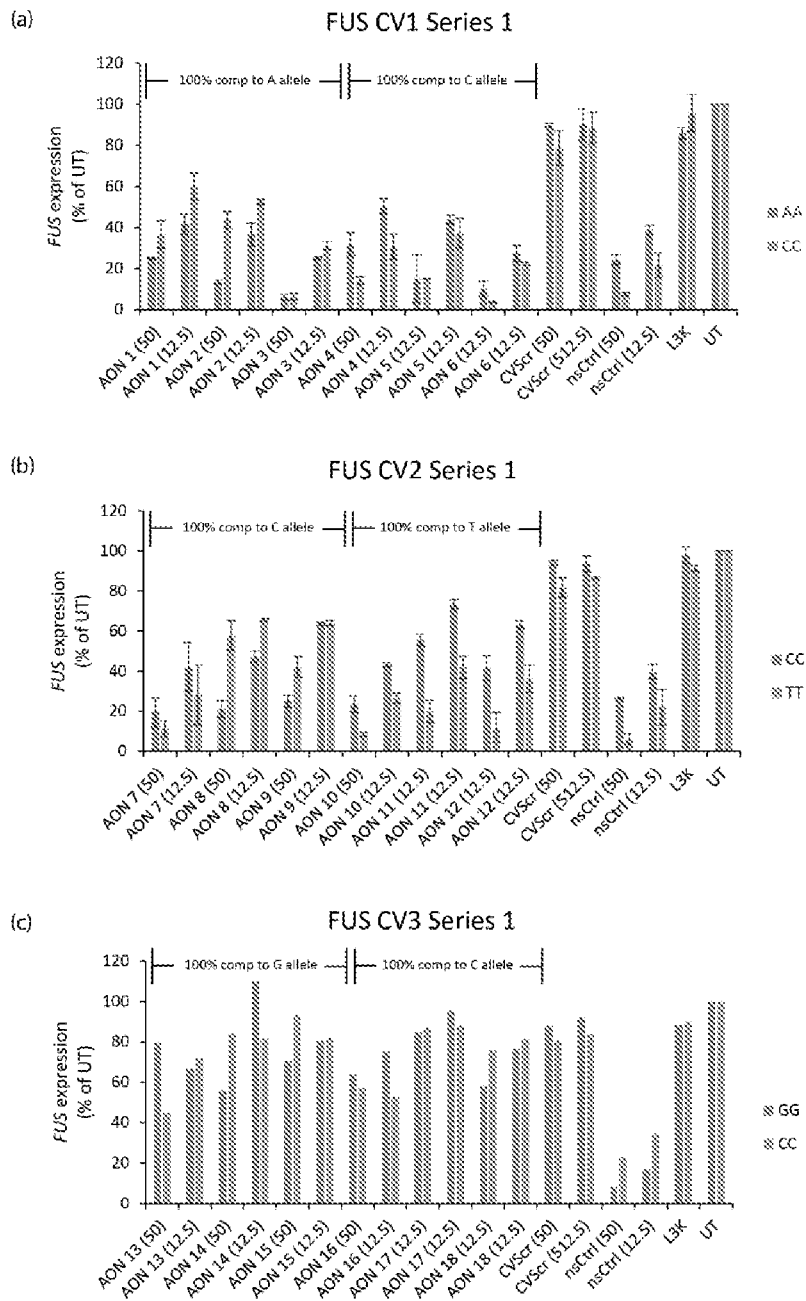 (a)
FUS CV1 Series 1
100% comp to A allele
100% comp to C allele
FUS expression
(% of UT)
120
100
80
60
40
20
0
AA
CC
AON 1 (50)
AON 1 (12.5)
AON 2 (50)
AON 2 (12.5)
AON 3 (50)
AON 3 (12.5)
AON 4 (50)
AON 4 (12.5)
AON 5 (12.5)
AON 5 (12.5)
AON 6 (12.5)
AON 6 (12.5)
CVScr (50)
CVScr (512.5)
nsCtrl (50)
nsCtrl (12.5)
L3K
UT
(b)
FUS CV2 Series 1
100% comp to C allele
100% comp to T allele
FUS expression
(% of UT)
120
100
80
60
40
20
0
CC
TT
AON 7 (50)
AON 7 (12.5)
AON 8 (50)
AON 8 (12.5)
AON 9 (50)
AON 9 (12.5)
AON 10 (50)
AON 10 (12.5)
AON 11 (12.5)
AON 11 (12.5)
AON 12 (12.5)
AON 12 (12.5)
CVScr (50)
CVScr (512.5)
nsCtrl (50)
nsCtrl (12.5)
L3K
UT
(c)
FUS CV3 Series 1
100% comp to G allele
100% comp to C allele
FUS expression
(% of UT)
120
100
80
60
40
20
0
GG
CC
AON 13 (50)
AON 13 (12.5)
AON 14 (50)
AON 14 (12.5)
AON 15 (50)
AON 15 (12.5)
AON 16 (50)
AON 16 (12.5)
AON 17 (12.5)
AON 17 (12.5)
AON 18 (12.5)
AON 18 (12.5)
CVScr (50)
CVScr (512.5)
nsCtrl (50)
nsCtrl (12.5)
L3K
UT